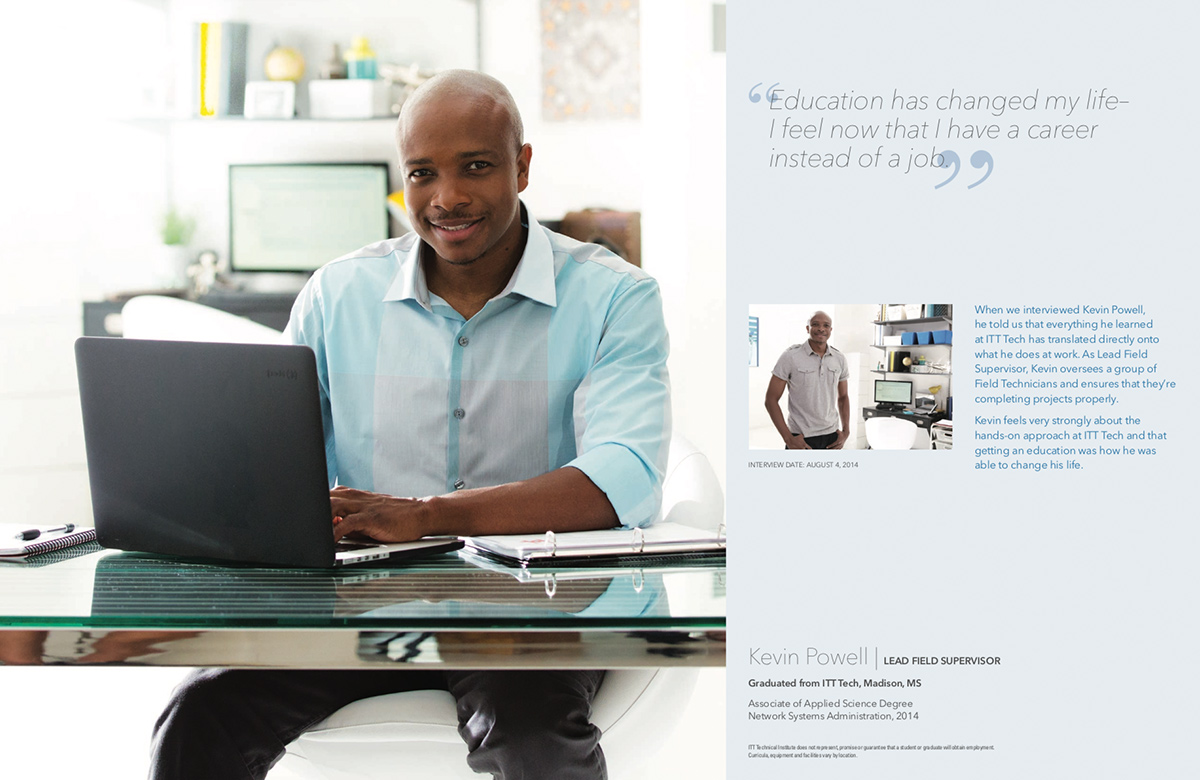 “Education has changed my life–
I feel now that I have a career
instead of a job.”
When we interviewed Kevin Powell,
he told us that everything he learned
at ITT Tech has translated directly onto
what he does at work. As Lead Field
Supervisor, Kevin oversees a group of
Field Technicians and ensures that they're
completing projects properly.
Kevin feels very strongly about the
hands-on approach at ITT Tech and that
getting an education was how he was
able to change his life.
INTERVIEW DATE: AUGUST 4, 2014
Kevin Powell | LEAD FIELD SUPERVISOR
Graduated from ITT Tech, Madison, MS
Associate of Applied Science Degree
Network Systems Administration, 2014
ITT Technical Institute does not represent, promise or guarantee that a student or graduate will obtain employment.
Curricula, equipment and facilities vary by location.